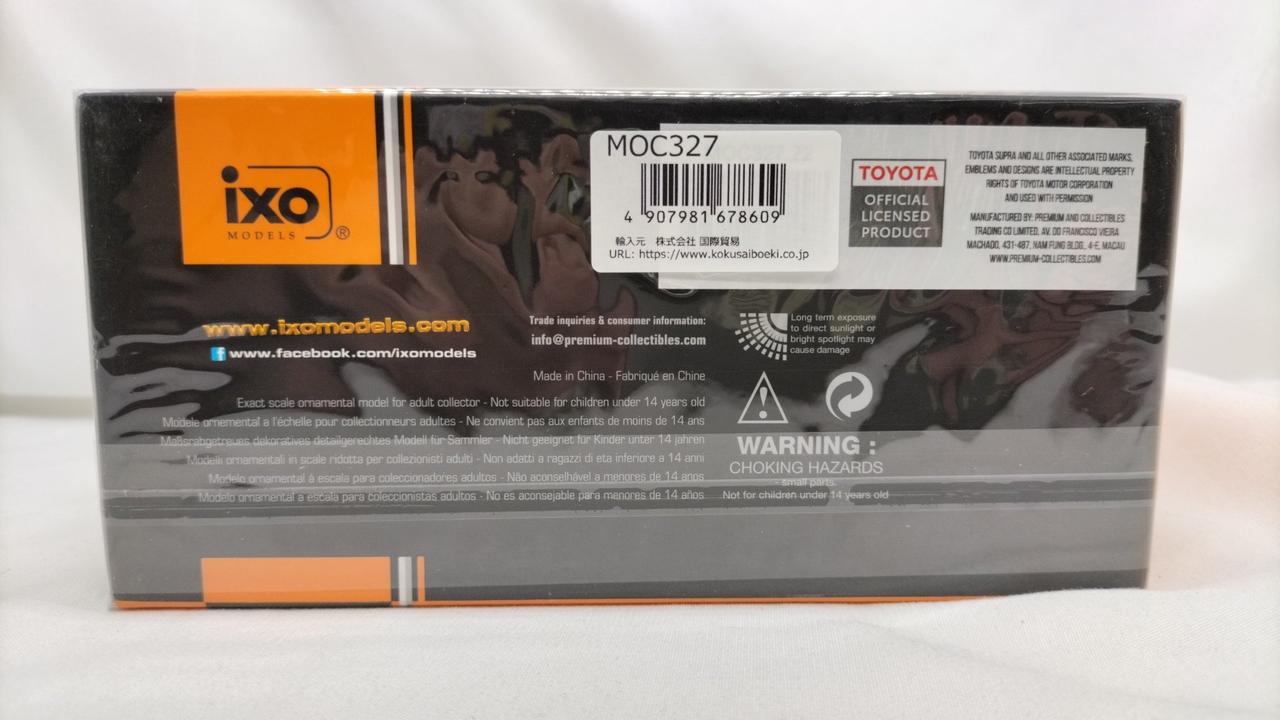 ixo
MODELS ®
MOC327
4 907981 678609
輸入元 株式会社 国際貿易
URL: https://www.kokusaiboeki.co.jp
TOYOTA
OFFICIAL
LICENSED
PRODUCT
TOYOTA SUPRA AND ALL OTHER ASSOCIATED MARKS,
EMBLEMS AND DESIGNS ARE INTELLECTUAL PROPERTY
RIGHTS OF TOYOTA MOTOR CORPORATION
AND USED WITH PERMISSION
MANUFACTURED BY: PREMIUM AND COLLECTIBLES
TRADING CO LIMITED, AV. DO FRANCISCO VIEIRA
MACHADO, 431-487, NAM FUNG BLDG., 4-E, MACAU
WWW.PREMIUM-COLLECTIBLES.COM
www.ixomodels.com
f www.facebook.com/ixomodels
Trade inquiries & consumer information:
info@premium-collectibles.com
Made in China - Fabriqué en Chine
Exact scale ornamental model for adult collector - Not suitable for children under 14 years old
Modele ornemental a l'échelle pour collectionneurs adultes - Ne convient pas aux enfants de moins de 14 ans
Maßsrabgetreues dekoratives detailgerechtes Modell für Sammler - Nicht geeignet für Kinder unter 14 jahren
Modelli ornamentali in scale ridotta per collezionisti adulti - Non adatti a ragazzi di eta inferiore a 14 anni
Modelo ornamental à escala para coleccionadores adultos - Não aconselhável a menores de 14 anos
Modelo ornamental a escala para coleccionistas adultos - No es aconsejable para menores de 14 años
Long term exposure
to direct sunlight or
bright spotlight may
cause damage
WARNING :
CHOKING HAZARDS
- small parts.
Not for children under 14 years old